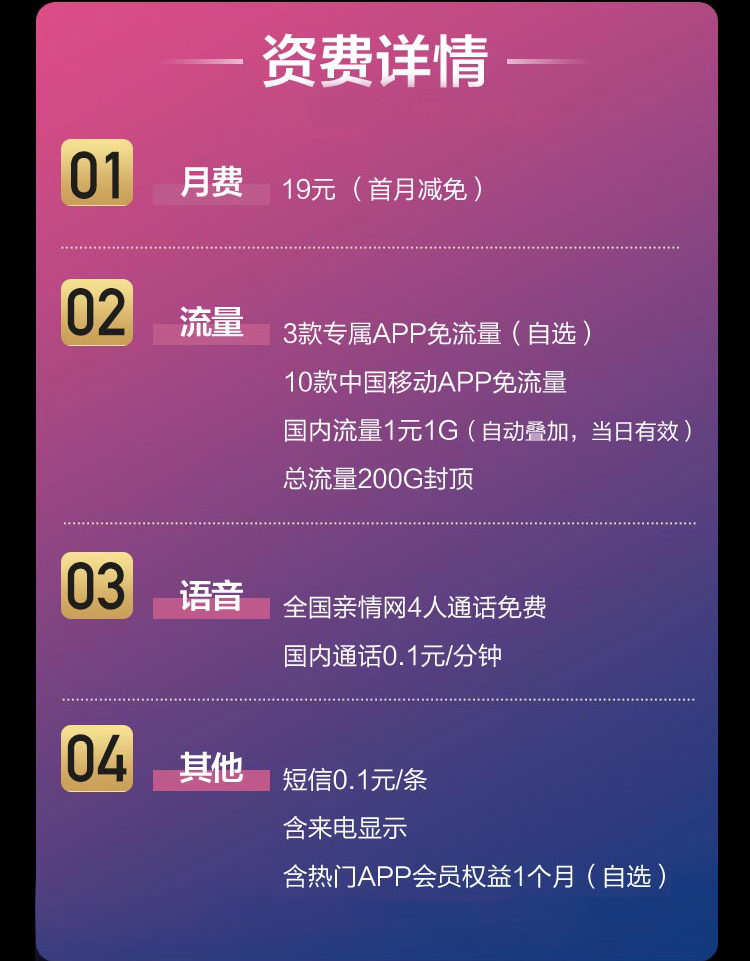 资费详情
01 月费 19元（首月减免）
02 流量 3款专属APP免流量（自选）
10款中国移动APP免流量
国内流量1元1G（自动叠加，当日有效）
总流量200G封顶
03 语音 全国亲情网4人通话免费
国内通话0.1元/分钟
04 其他 短信0.1元/条
含来电显示
含热门APP会员权益1个月（自选）